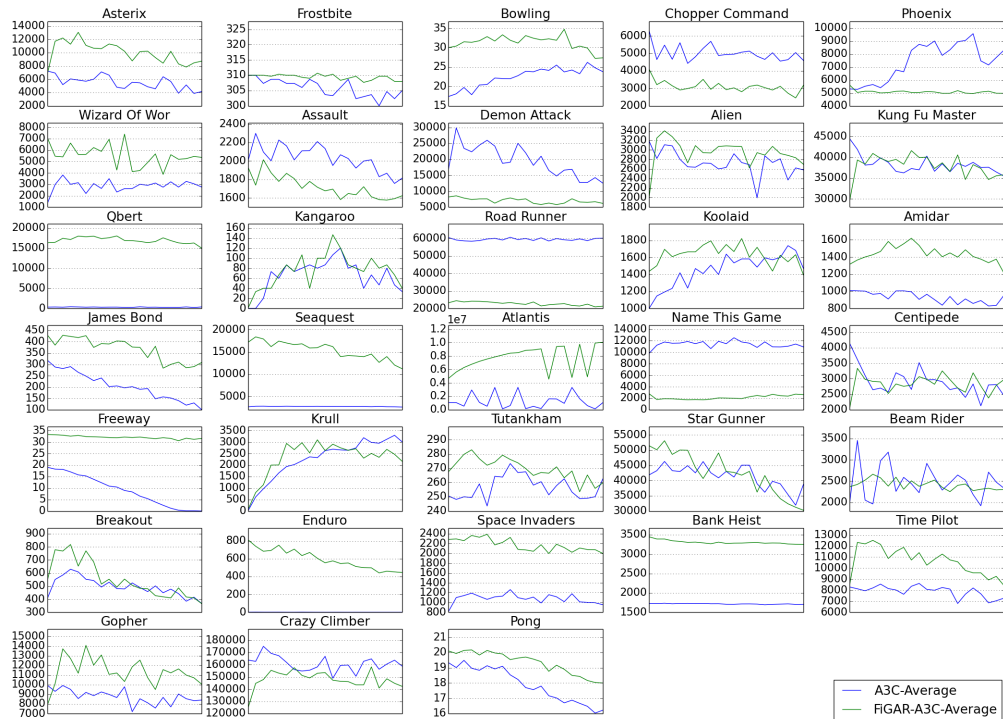 Asterix Frostbite Bowling Chopper Command Phoenix
14000 12000 10000 8000 6000 4000 2000
325 320 315 310 305 300
35 30 25 20 15
6000 5000 4000 3000 2000
10000 9000 8000 7000 6000 5000 4000
Wizard Of Wor Assault Demon Attack Alien Kung Fu Master
8000 7000 6000 5000 4000 3000 2000 1000
2400 2200 2000 1800 1600
30000 25000 20000 15000 10000 5000
3400 3200 3000 2800 2600 2400 2200 2000 1800
45000 40000 35000 30000
Qbert Kangaroo Road Runner Koolaid Amidar
20000 15000 10000 5000 0
160 140 120 100 80 60 40 20 0
60000 50000 40000 30000 20000
1800 1600 1400 1200 1000
1600 1400 1200 1000 800
James Bond Seaquest Atlantis Name This Game Centipede
450 400 350 300 250 200 150 100
20000 15000 10000 5000
1e7
1.2 1.0 0.8 0.6 0.4 0.2 0.0
14000 12000 10000 8000 6000 4000 2000 0
4500 4000 3500 3000 2500 2000
Freeway Krull Tutankham Star Gunner Beam Rider
35 30 25 20 15 10 5 0
3500 3000 2500 2000 1500 1000 500 0
290 280 270 260 250 240
55000 50000 45000 40000 35000 30000
3500 3000 2500 2000
Breakout Enduro Space Invaders Bank Heist Time Pilot
900 800 700 600 500 400 300
800 600 400 200 0
2400 2200 2000 1800 1600 1400 1200 1000 800
3500 3000 2500 2000 1500
13000 12000 11000 10000 9000 8000 7000 6000
Gopher Crazy Climber Pong
15000 14000 13000 12000 11000 10000 9000 8000 7000
170000 160000 150000 140000 130000 120000
21 20 19 18 17 16
A3C-Average
FiGAR-A3C-Average